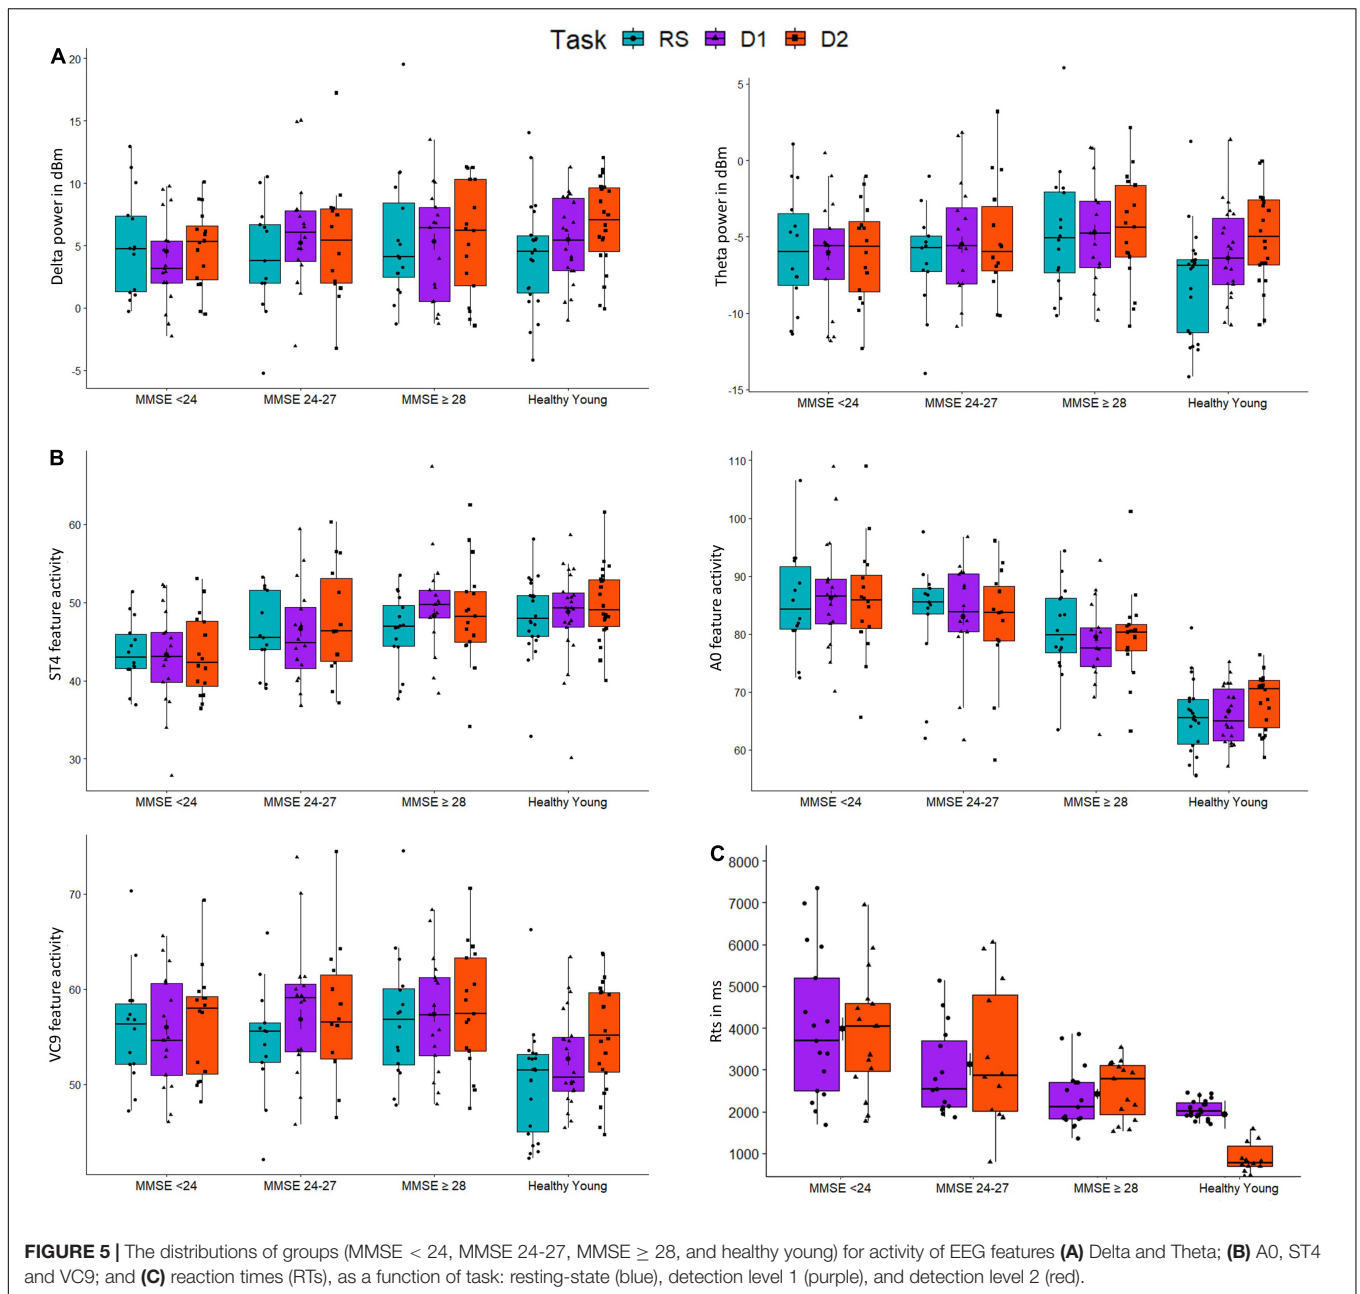 Task RS D1 D2
A
Delta power in dBm
20
15
10
5
0
-5
MMSE <24 MMSE 24-27 MMSE ≥ 28 Healthy Young
Theta power in dBm
5
0
-5
-10
-15
MMSE <24 MMSE 24-27 MMSE ≥ 28 Healthy Young
B
ST4 feature activity
60
50
40
30
MMSE <24 MMSE 24-27 MMSE ≥ 28 Healthy Young
A0 feature activity
110
100
90
80
70
60
MMSE <24 MMSE 24-27 MMSE ≥ 28 Healthy Young
VC9 feature activity
70
60
50
MMSE <24 MMSE 24-27 MMSE ≥ 28 Healthy Young
C
Rts in ms
8000
7000
6000
5000
4000
3000
2000
1000
MMSE <24 MMSE 24-27 MMSE ≥ 28 Healthy Young
FIGURE 5 | The distributions of groups (MMSE < 24, MMSE 24-27, MMSE ≥ 28, and healthy young) for activity of EEG features (A) Delta and Theta; (B) A0, ST4
and VC9; and (C) reaction times (RTs), as a function of task: resting-state (blue), detection level 1 (purple), and detection level 2 (red).